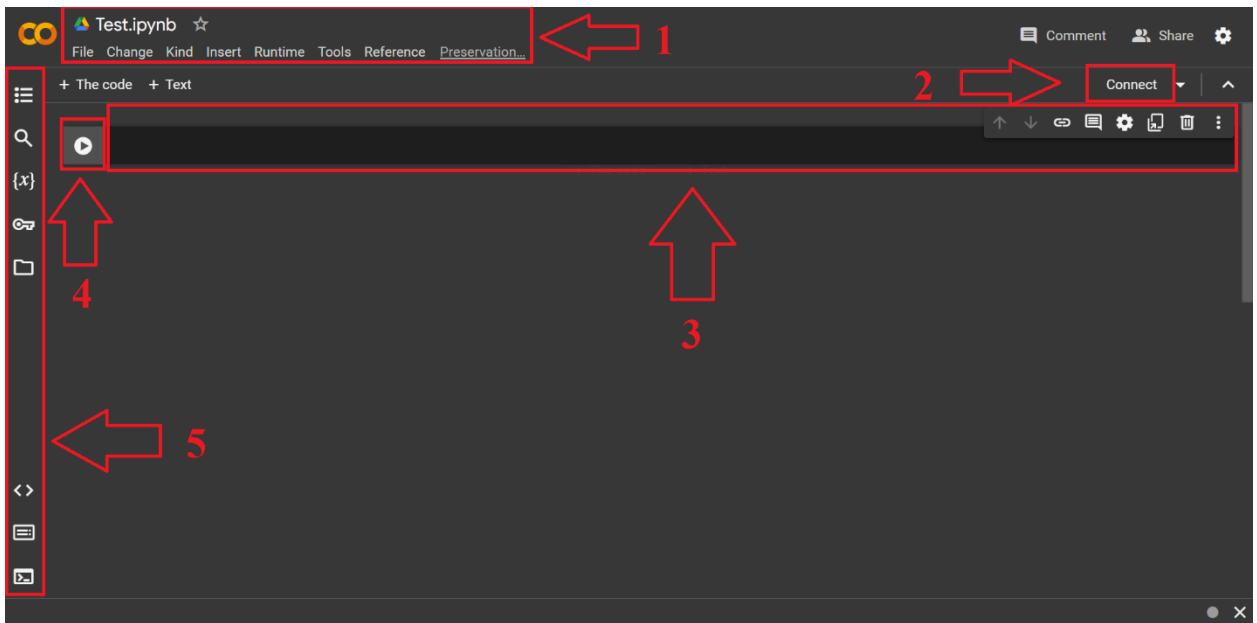 CO
Test.ipynb
1
Comment Share
File Change Kind Insert Runtime Tools Reference Preservation...
+ The code + Text
2
Connect
{x}
4
3
5